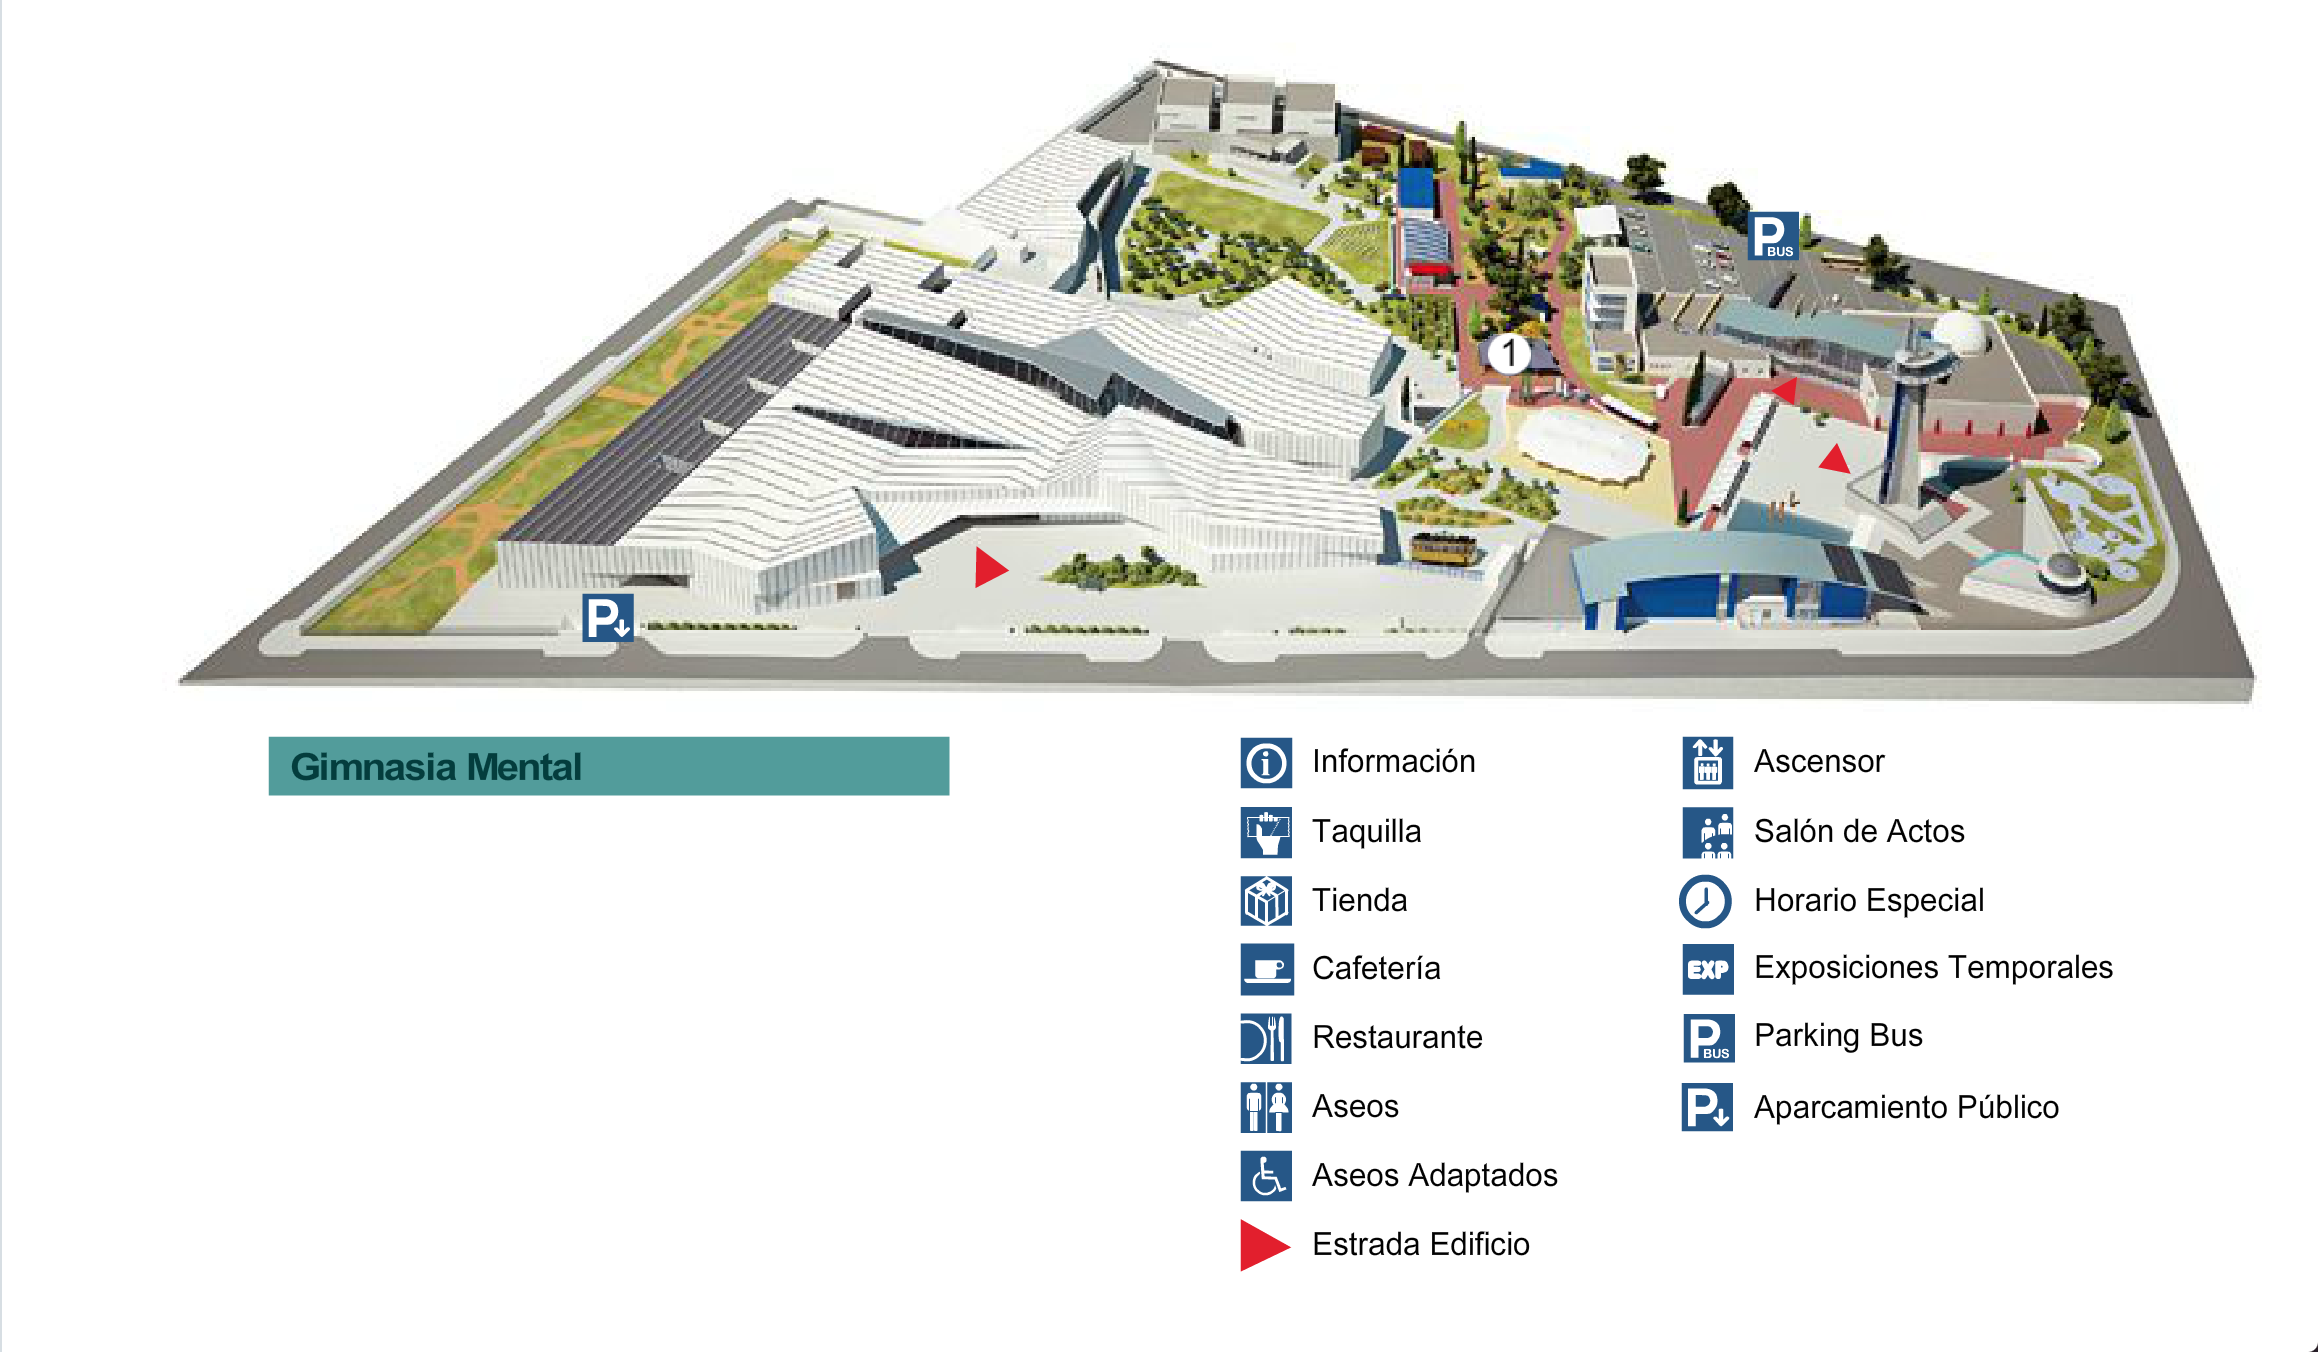 P
BUS
1
P
Gimnasia Mental
Información
Taquilla
Tienda
Cafetería
Restaurante
Aseos
Aseos Adaptados
Estrada Edificio
Ascensor
Salón de Actos
Horario Especial
EXP Exposiciones Temporales
P BUS Parking Bus
P Aparcamiento Público